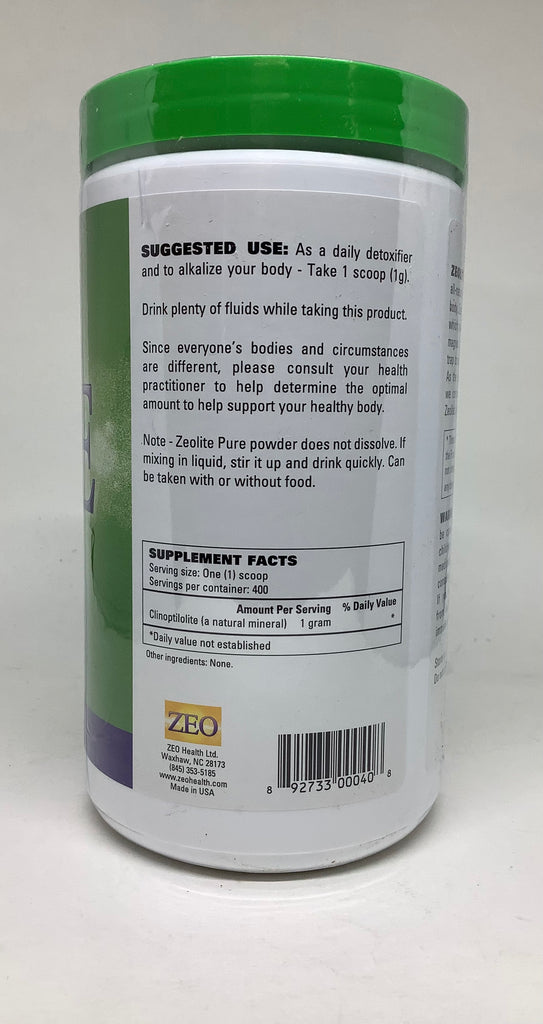 E
SUGGESTED USE: As a daily detoxifier
and to alkalize your body - Take 1 scoop (1g).
Drink plenty of fluids while taking this product.
Since everyone's bodies and circumstances
are different, please consult your health
practitioner to help determine the optimal
amount to help support your healthy body.
Note - Zeolite Pure powder does not dissolve. If
mixing in liquid, stir it up and drink quickly. Can
be taken with or without food.
SUPPLEMENT FACTS
Serving size: One (1) scoop
Servings per container: 400
Amount Per Serving % Daily Value
Clinoptilolite (a natural mineral) 1 gram *
*Daily value not established
Other ingredients: None.
ZEO
ZEO Health Ltd.
Waxhaw, NC 28173
(845) 353-5185
www.zeohealth.com
Made in USA
8 92733 00040 8